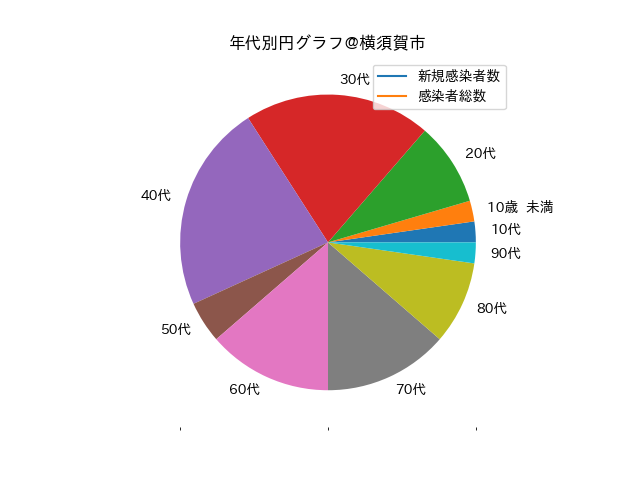 年代別円グラフ@横須賀市
新規感染者数
感染者総数
30代
20代
40代
10歳 未満
10代
90代
80代
50代
60代
70代